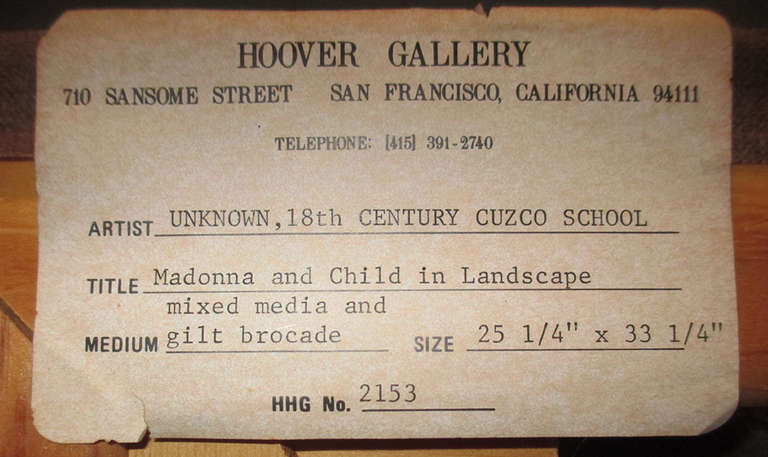 HOOVER GALLERY
710 SANSOME STREET SAN FRANCISCO, CALIFORNIA 94111
TELEPHONE: [415] 391-2740
ARTIST UNKNOWN, 18th CENTURY CUZCO SCHOOL
TITLE Madonna and Child in Landscape
mixed media and
MEDIUM gilt brocade SIZE 25 1/4" x 33 1/4"
HHG No. 2153